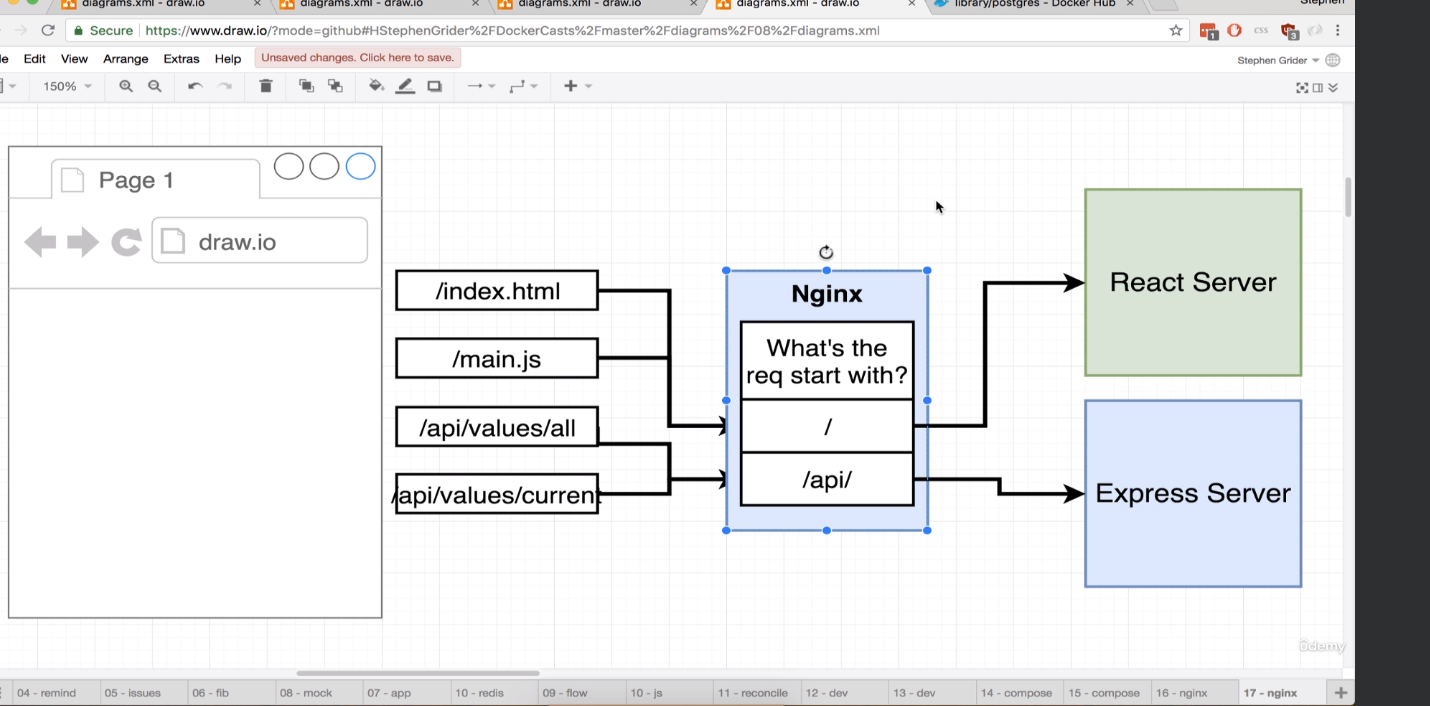 diagrams.xml - draw.io
diagrams.xml - draw.io
diagrams.xml - draw.io
diagrams.xml - draw.io
library/postgres - Docker Hub
Stephen
Secure
https://www.draw.io/?mode=github#HStephenGrider%2FDockerCasts%2Fmaster%2Fdiagrams%2F08%2Fdiagrams.xml
1
css
3
Edit View Arrange Extras Help
Unsaved changes. Click here to save.
Stephen Grider
150%
Page 1
draw.io
/index.html
/main.js
/api/values/all
/api/values/current
Nginx
What's the
req start with?
/
/api/
React Server
Express Server
ûdemy
04 - remind
05 - issues
06 - fib
08 - mock
07 - app
10 - redis
09 - flow
10 - js
11 - reconcile
12 - dev
13 - dev
14 - compose
15 - compose
16 - nginx
17 - nginx